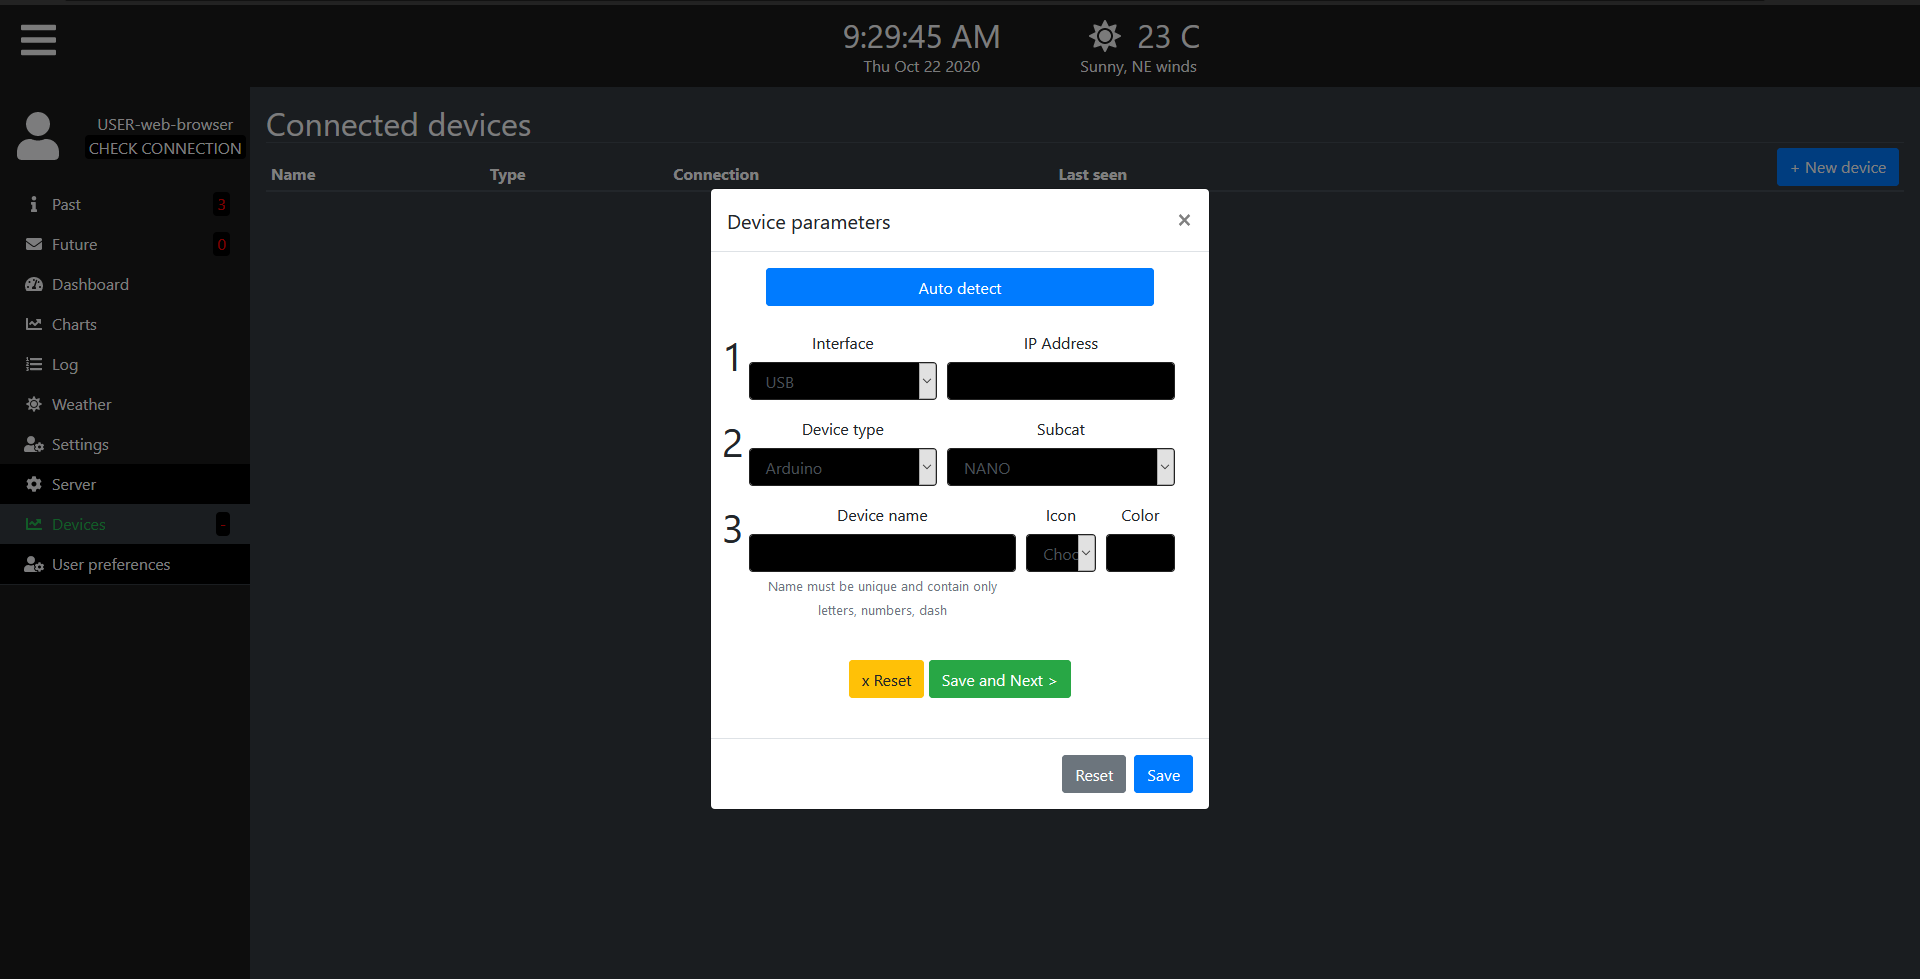 9:29:45 AM
Thu Oct 22 2020
23 C
Sunny, NE winds
USER-web-browser
CHECK CONNECTION
Past 3
Future 0
Dashboard
Charts
Log
Weather
Settings
Server
Devices -
User preferences
Connected devices
+ New device
Name Type Connection Last seen
Device parameters ×
Auto detect
Interface IP Address
1 USB
Device type Subcat
2 Arduino NANO
Device name Icon Color
3 Choo
Name must be unique and contain only
letters, numbers, dash
x Reset Save and Next >
Reset Save